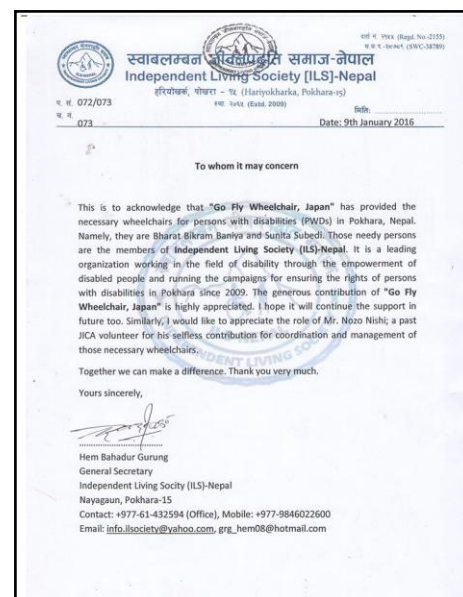 दर्ता नं. २१५५ (Regd. No.-2155)
(SWC-38789)
स्वावलम्बन जीवनपद्धति समाज-नेपाल
Independent Living Society [ILS]-Nepal
हरियोखर्क, पोखरा - १५ (Hariyokharka, Pokhara-15)
प. सं. 072/073
स्था. २०६५ (Estd. 2009)
च. नं.
मिति:
073
Date: 9th January 2016
To whom it may concern
This is to acknowledge that "Go Fly Wheelchair, Japan" has provided the
necessary wheelchairs for persons with disabilities (PWDs) in Pokhara, Nepal.
Namely, they are Bharat Bikram Baniya and Sunita Subedi. Those needy persons
are the members of Independent Living Society (ILS)-Nepal. It is a leading
organization working in the field of disability through the empowerment of
disabled people and running the campaigns for ensuring the rights of persons
with disabilities in Pokhara since 2009. The generous contribution of "Go Fly
Wheelchair, Japan" is highly appreciated. I hope it will continue the support in
future too. Similarly, I would like to appreciate the role of Mr. Nozo Nishi; a past
JICA volunteer for his selfless contribution for coordination and management of
those necessary wheelchairs.
Together we can make a difference. Thank you very much.
Yours sincerely,
Hem Bahadur Gurung
General Secretary
Independent Living Socity (ILS)-Nepal
Nayagaun, Pokhara-15
Contact: +977-61-432594 (Office), Mobile: +977-9846022600
Email: info.ilsociety@yahoo.com, grg_hem08@hotmail.com